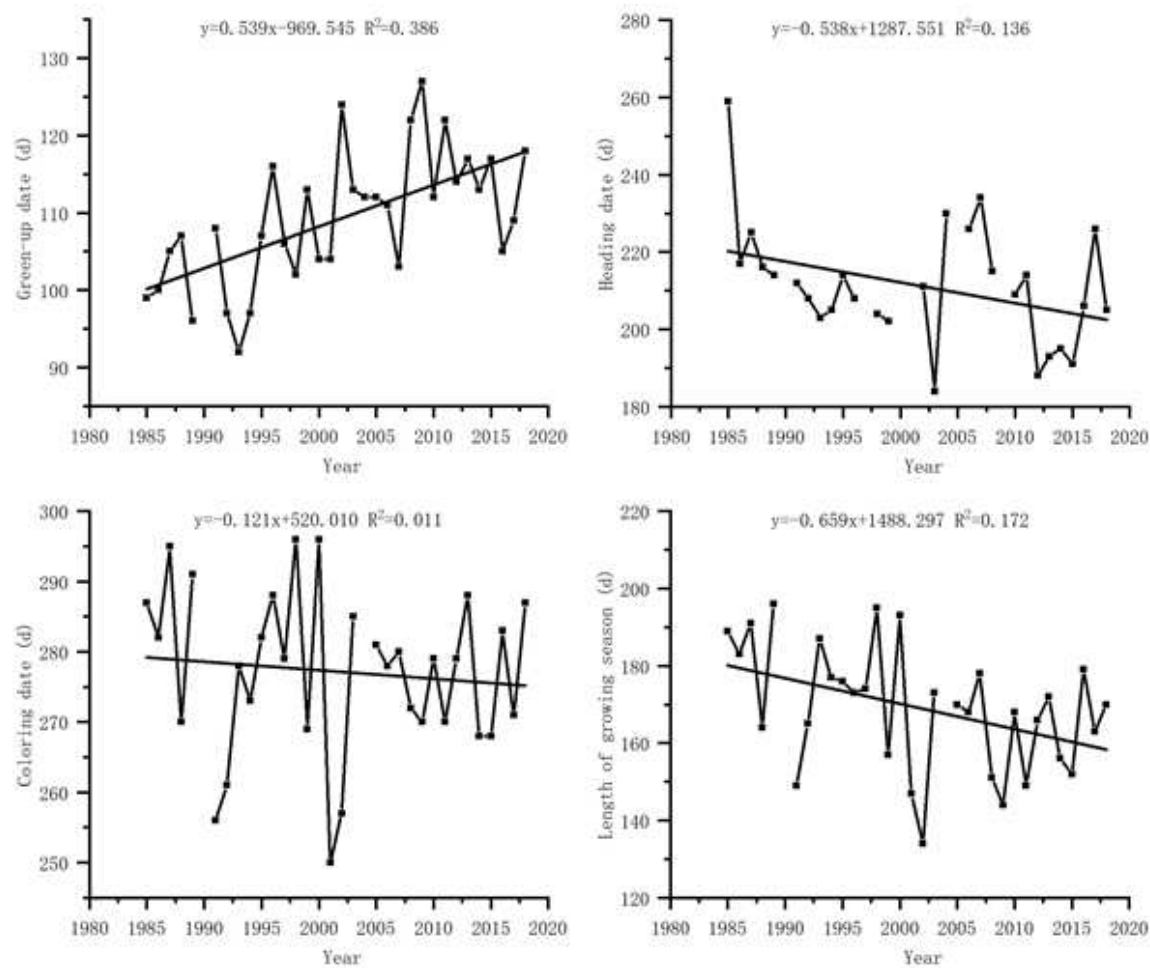 y=0.539x-969.545 R²=0.386
Green-up date (d)
130
120
110
100
90
1980 1985 1990 1995 2000 2005 2010 2015 2020
Year
y=-0.538x+1287.551 R²=0.136
Heading date (d)
280
260
240
220
200
180
1980 1985 1990 1995 2000 2005 2010 2015 2020
Year
y=-0.121x+520.010 R²=0.011
Coloring date (d)
300
290
280
270
260
250
1980 1985 1990 1995 2000 2005 2010 2015 2020
Year
y=-0.659x+1488.297 R²=0.172
Length of growing season (d)
220
200
180
160
140
120
1980 1985 1990 1995 2000 2005 2010 2015 2020
Year